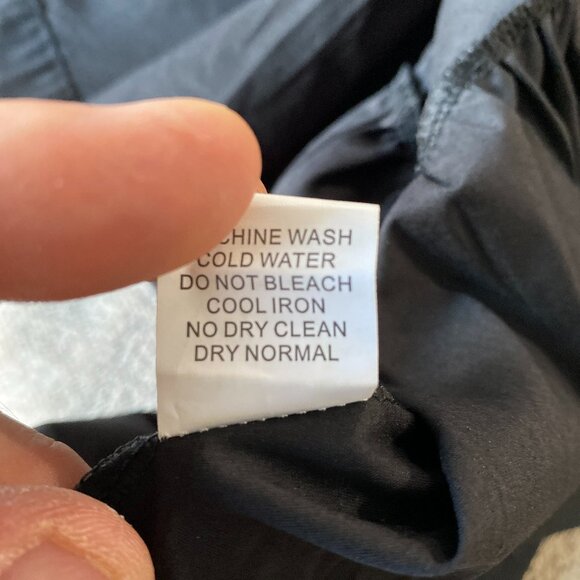 CHINE WASH
COLD WATER
DO NOT BLEACH
COOL IRON
NO DRY CLEAN
DRY NORMAL